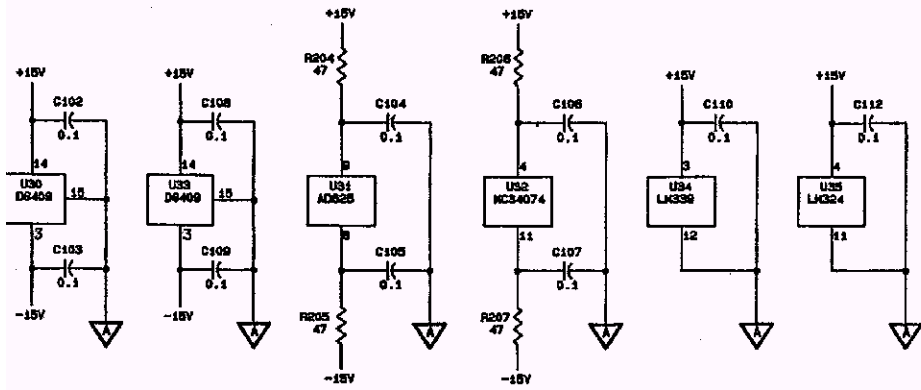 +15V
C102
0.1
14
U30
DG409
15
3
C103
0.1
-15V
A
+15V
C108
0.1
14
U33
DG409
15
3
C109
0.1
-15V
A
+15V
R204
47
C104
0.1
9
U31
AD625
8
C105
0.1
R205
47
-15V
A
+15V
R206
47
C106
0.1
4
U32
MC34074
11
C107
0.1
R207
47
-15V
A
+15V
C110
0.1
3
U34
LM339
12
A
+15V
C112
0.1
4
U35
LM324
11
A